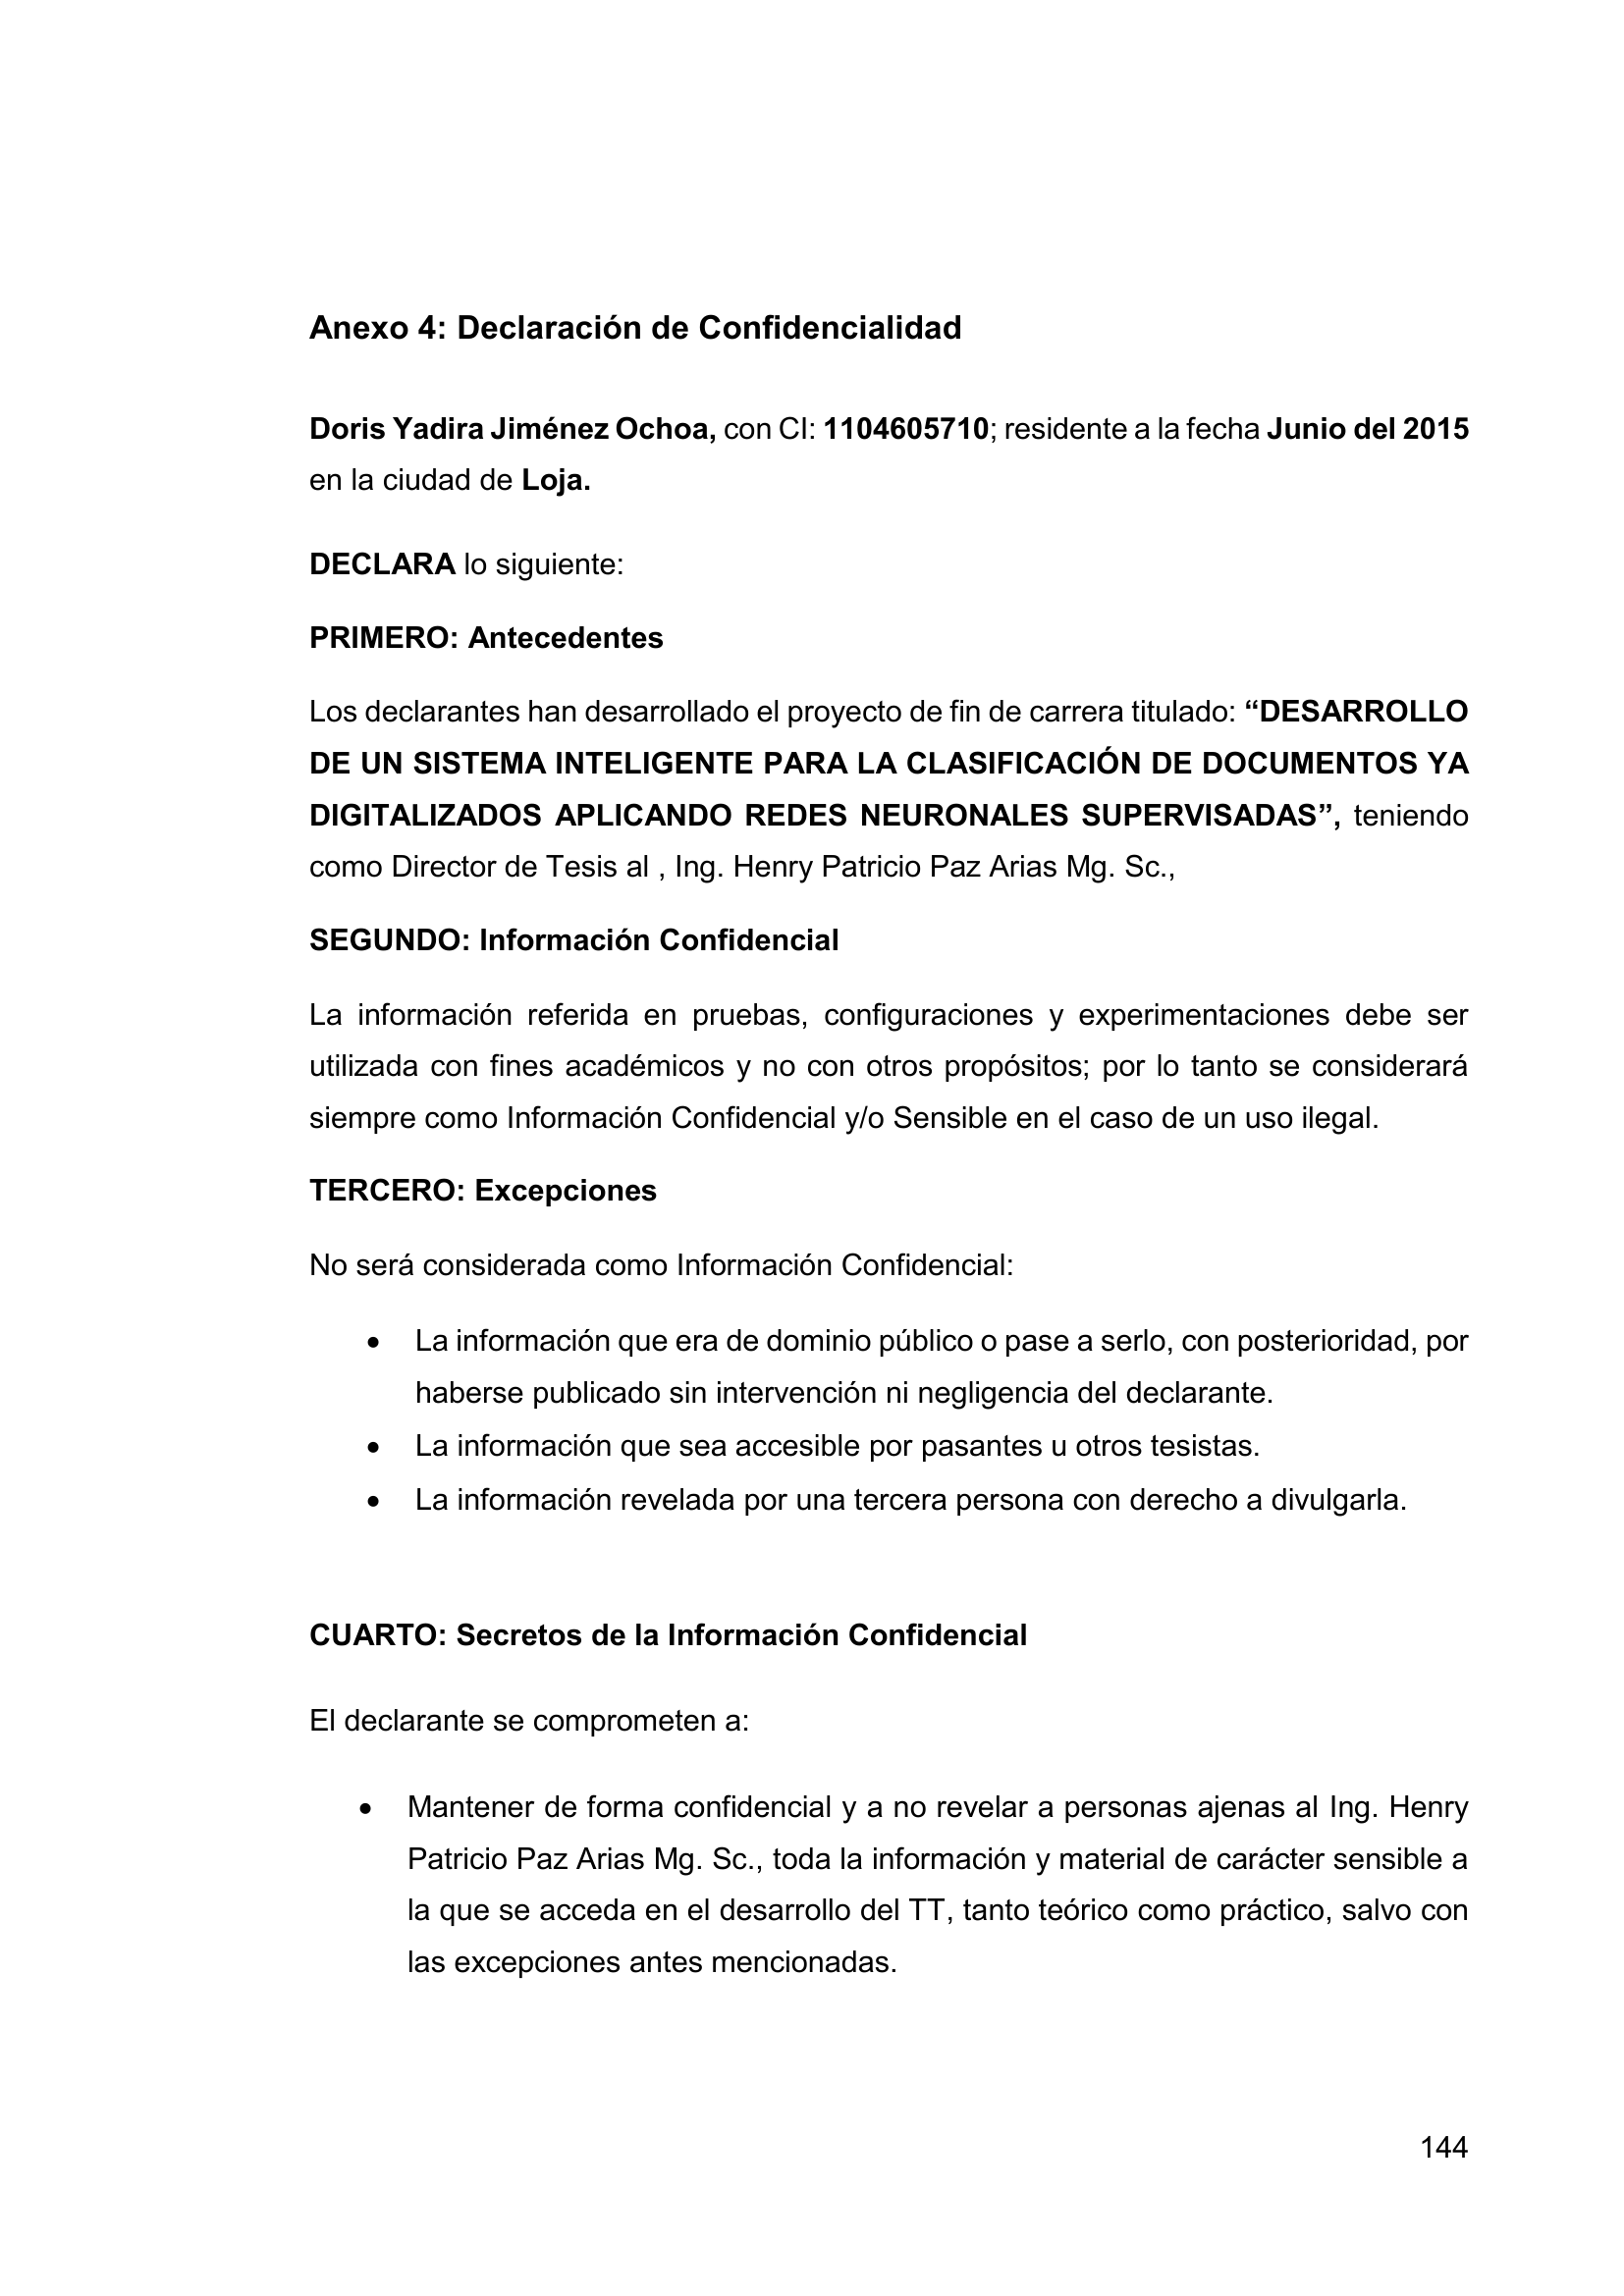 Anexo 4: Declaración de Confidencialidad
Doris Yadira Jiménez Ochoa, con CI: 1104605710; residente a la fecha Junio del 2015
en la ciudad de Loja.
DECLARA lo siguiente:
PRIMERO: Antecedentes
Los declarantes han desarrollado el proyecto de fin de carrera titulado: “DESARROLLO
DE UN SISTEMA INTELIGENTE PARA LA CLASIFICACIÓN DE DOCUMENTOS YA
DIGITALIZADOS APLICANDO REDES NEURONALES SUPERVISADAS”, teniendo
como Director de Tesis al , Ing. Henry Patricio Paz Arias Mg. Sc.,
SEGUNDO: Información Confidencial
La información referida en pruebas, configuraciones y experimentaciones debe ser
utilizada con fines académicos y no con otros propósitos; por lo tanto se considerará
siempre como Información Confidencial y/o Sensible en el caso de un uso ilegal.
TERCERO: Excepciones
No será considerada como Información Confidencial:
• La información que era de dominio público o pase a serlo, con posterioridad, por
haberse publicado sin intervención ni negligencia del declarante.
• La información que sea accesible por pasantes u otros tesistas.
• La información revelada por una tercera persona con derecho a divulgarla.
CUARTO: Secretos de la Información Confidencial
El declarante se comprometen a:
• Mantener de forma confidencial y a no revelar a personas ajenas al Ing. Henry
Patricio Paz Arias Mg. Sc., toda la información y material de carácter sensible a
la que se acceda en el desarrollo del TT, tanto teórico como práctico, salvo con
las excepciones antes mencionadas.
144